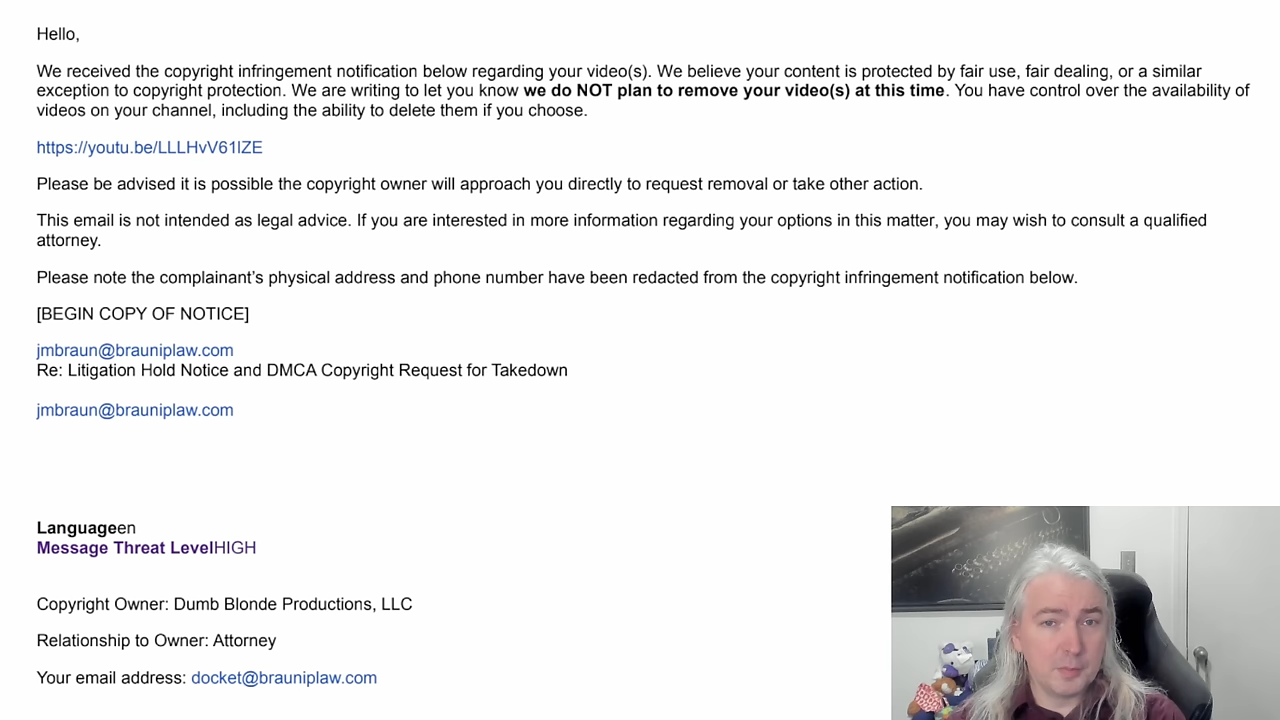 Hello,
We received the copyright infringement notification below regarding your video(s). We believe your content is protected by fair use, fair dealing, or a similar
exception to copyright protection. We are writing to let you know we do NOT plan to remove your video(s) at this time. You have control over the availability of
videos on your channel, including the ability to delete them if you choose.
https://youtu.be/LLLHvV61lZE
Please be advised it is possible the copyright owner will approach you directly to request removal or take other action.
This email is not intended as legal advice. If you are interested in more information regarding your options in this matter, you may wish to consult a qualified
attorney.
Please note the complainant’s physical address and phone number have been redacted from the copyright infringement notification below.
[BEGIN COPY OF NOTICE]
jmbraun@brauniplaw.com
Re: Litigation Hold Notice and DMCA Copyright Request for Takedown
jmbraun@brauniplaw.com
Languageen
Message Threat LevelHIGH
Copyright Owner: Dumb Blonde Productions, LLC
Relationship to Owner: Attorney
Your email address: docket@brauniplaw.com